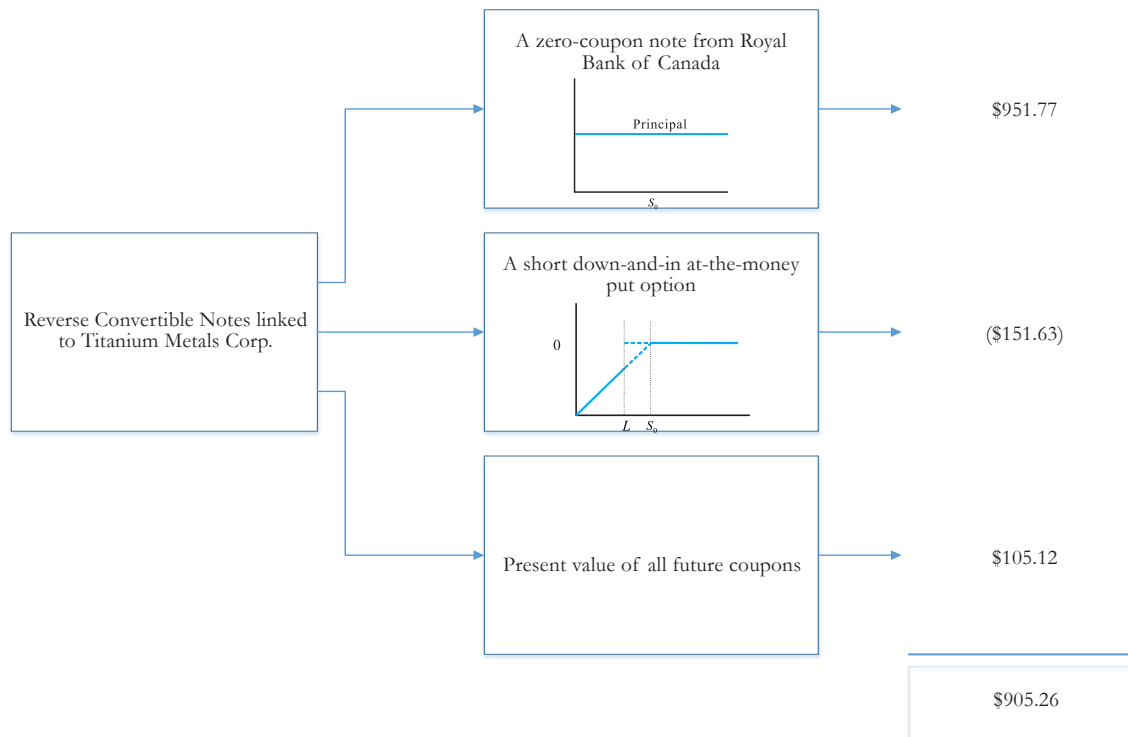 A zero-coupon note from Royal
Bank of Canada
Principal
S₀
$951.77
Reverse Convertible Notes linked
to Titanium Metals Corp.
A short down-and-in at-the-money
put option
0
L S₀
($151.63)
Present value of all future coupons
$105.12
$905.26